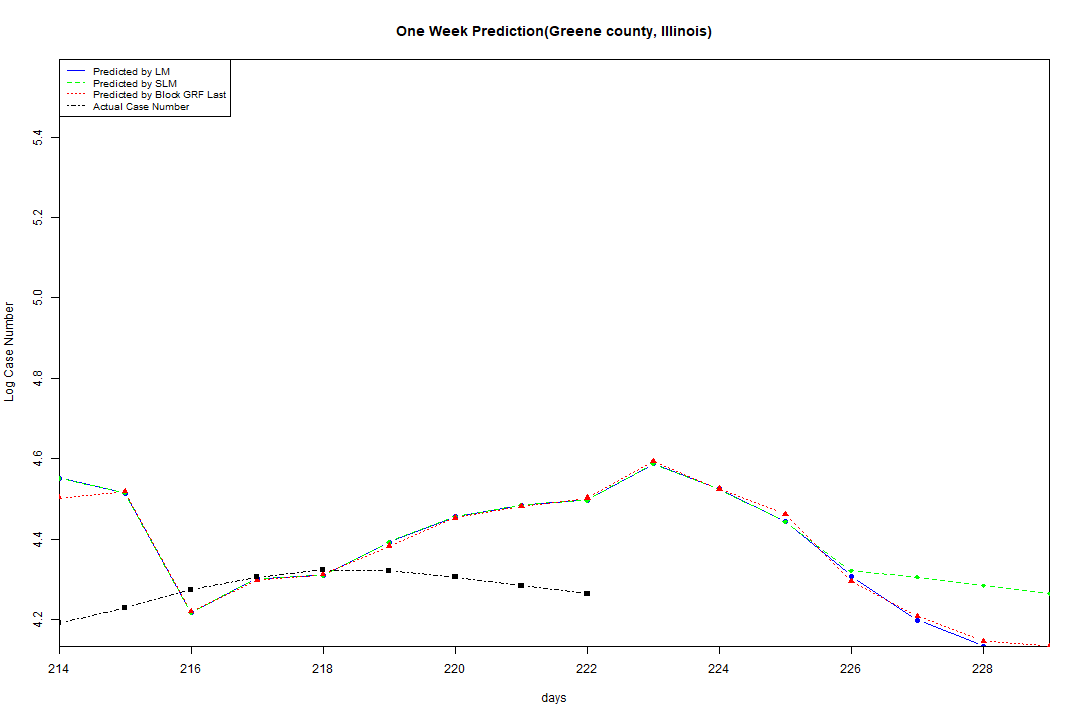 One Week Prediction(Greene county, Illinois)
Predicted by LM
Predicted by SLM
Predicted by Block GRF Last
Actual Case Number
Log Case Number
5.4
5.2
5.0
4.8
4.6
4.4
4.2
214 216 218 220 222 224 226 228
days